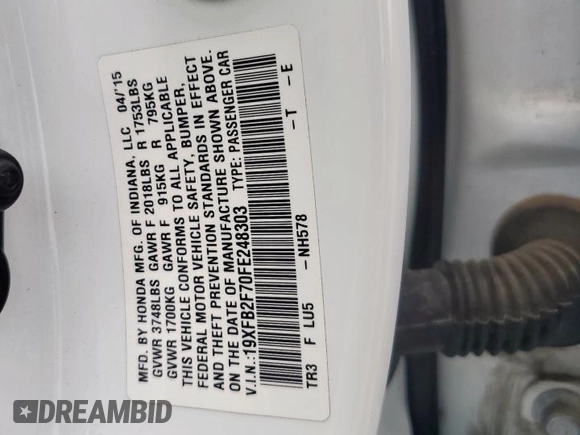 MFD. BY HONDA MFG. OF INDIANA, LLC 04/'15
GVWR 3748LBS GAWR F 2018LBS R 1753LBS
GVWR 1700KG GAWR F 915KG R 795KG
THIS VEHICLE CONFORMS TO ALL APPLICABLE
FEDERAL MOTOR VEHICLE SAFETY, BUMPER,
AND THEFT PREVENTION STANDARDS IN EFFECT
ON THE DATE OF MANUFACTURE SHOWN ABOVE.
V.I.N.:19XFB2F70FE248303 TYPE: PASSENGER CAR
TR3 F LU5 -NH578 -T -E
DREAMBID